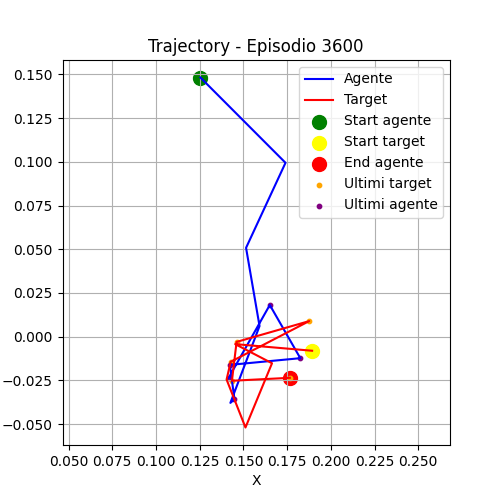 Trajectory - Episodio 3600
Agente
Target
Start agente
Start target
End agente
Ultimi target
Ultimi agente
0.150
0.125
0.100
0.075
0.050
0.025
0.000
−0.025
−0.050
0.050 0.075 0.100 0.125 0.150 0.175 0.200 0.225 0.250
X